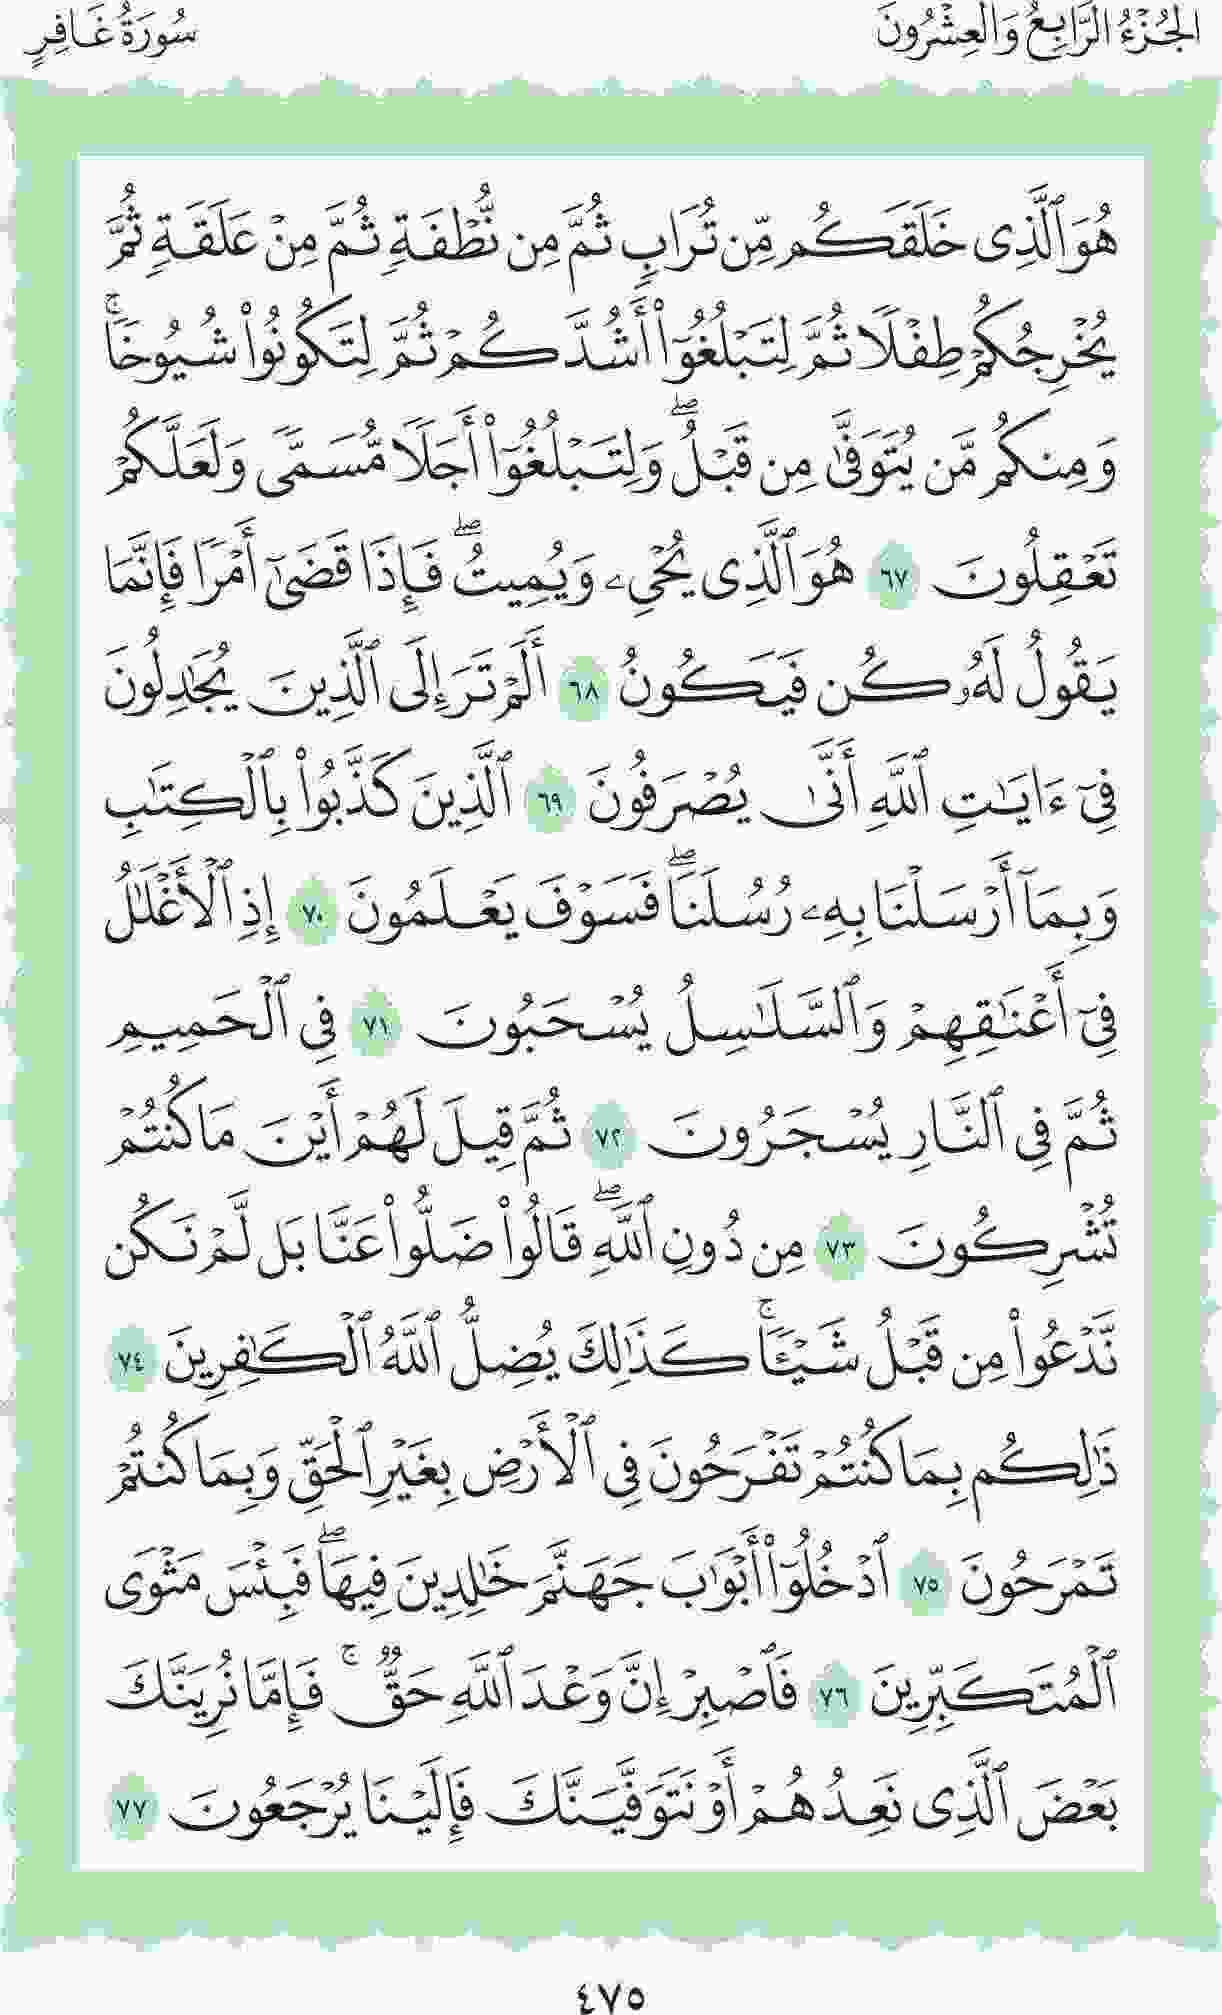 الجُزْءُ الرَّابِعُ وَالْعِشْرُونَ
سُورَةُ غَافِرٍ
هُوَ ٱلَّذِى خَلَقَكُم مِّن تُرَابٍ ثُمَّ مِن نُّطْفَةٍ ثُمَّ مِنْ عَلَقَةٍ ثُمَّ
يُخْرِجُكُمْ طِفْلًا ثُمَّ لِتَبْلُغُوٓا۟ أَشُدَّكُمْ ثُمَّ لِتَكُونُوا۟ شُيُوخًا ۚ
وَمِنكُم مَّن يُتَوَفَّىٰ مِن قَبْلُ ۖ وَلِتَبْلُغُوٓا۟ أَجَلًا مُّسَمًّى وَلَعَلَّكُمْ
تَعْقِلُونَ ٦٧ هُوَ ٱلَّذِى يُحْىِۦ وَيُمِيتُ ۖ فَإِذَا قَضَىٰٓ أَمْرًا فَإِنَّمَا
يَقُولُ لَهُۥ كُن فَيَكُونُ ٦٨ أَلَمْ تَرَ إِلَى ٱلَّذِينَ يُجَـٰدِلُونَ
فِىٓ ءَايَـٰتِ ٱللَّهِ أَنَّىٰ يُصْرَفُونَ ٦٩ ٱلَّذِينَ كَذَّبُوا۟ بِٱلْكِتَـٰبِ
وَبِمَآ أَرْسَلْنَا بِهِۦ رُسُلَنَا ۖ فَسَوْفَ يَعْلَمُونَ ٧٠ إِذِ ٱلْأَغْلَـٰلُ
فِىٓ أَعْنَـٰقِهِمْ وَٱلسَّلَـٰسِلُ يُسْحَبُونَ ٧١ فِى ٱلْحَمِيمِ
ثُمَّ فِى ٱلنَّارِ يُسْجَرُونَ ٧٢ ثُمَّ قِيلَ لَهُمْ أَيْنَ مَا كُنتُمْ
تُشْرِكُونَ ٧٣ مِن دُونِ ٱللَّهِ ۖ قَالُوا۟ ضَلُّوا۟ عَنَّا بَل لَّمْ نَكُن
نَّدْعُوا۟ مِن قَبْلُ شَيْـًٔا ۚ كَذَٰلِكَ يُضِلُّ ٱللَّهُ ٱلْكَـٰفِرِينَ ٧٤
ذَٰلِكُم بِمَا كُنتُمْ تَفْرَحُونَ فِى ٱلْأَرْضِ بِغَيْرِ ٱلْحَقِّ وَبِمَا كُنتُمْ
تَمْرَحُونَ ٧٥ ٱدْخُلُوٓا۟ أَبْوَٰبَ جَهَنَّمَ خَـٰلِدِينَ فِيهَا ۖ فَبِئْسَ مَثْوَى
ٱلْمُتَكَبِّرِينَ ٧٦ فَٱصْبِرْ إِنَّ وَعْدَ ٱللَّهِ حَقٌّ ۚ فَإِمَّا نُرِيَنَّكَ
بَعْضَ ٱلَّذِى نَعِدُهُمْ أَوْ نَتَوَفَّيَنَّكَ فَإِلَيْنَا يُرْجَعُونَ ٧٧
٤٧٥